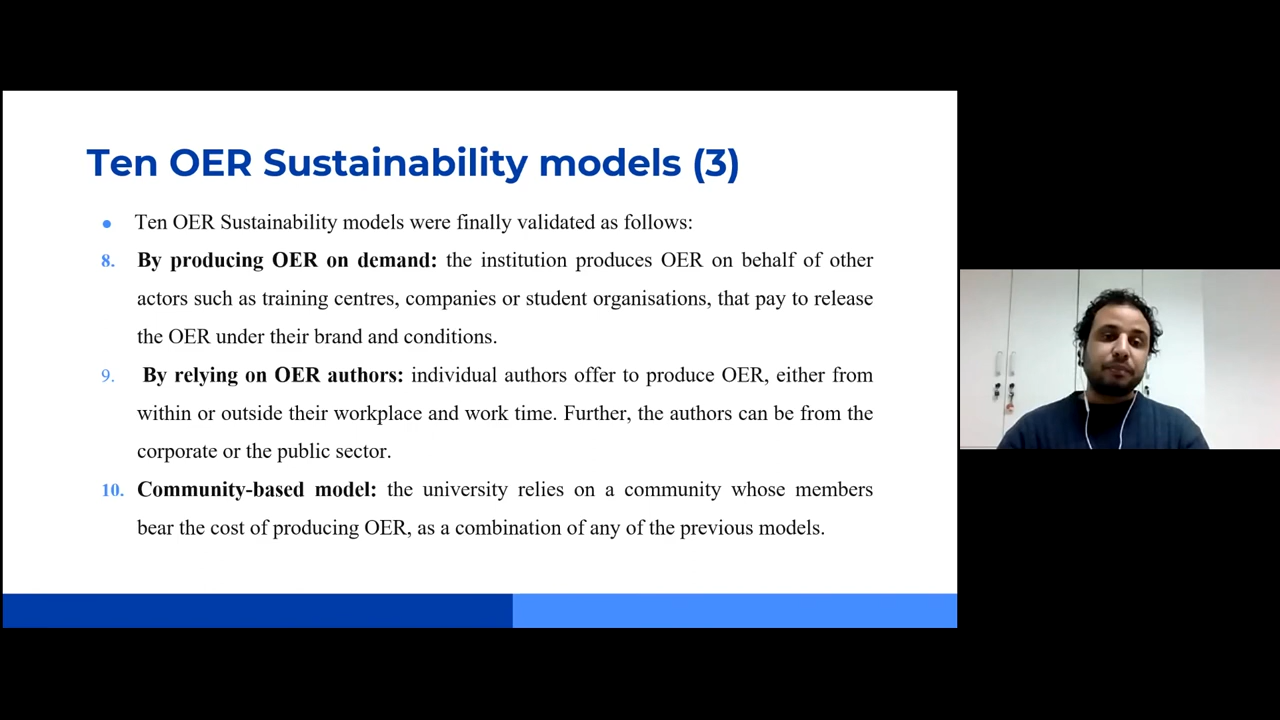 Ten OER Sustainability models (3)
• Ten OER Sustainability models were finally validated as follows:
8. By producing OER on demand: the institution produces OER on behalf of other
actors such as training centres, companies or student organisations, that pay to release
the OER under their brand and conditions.
9. By relying on OER authors: individual authors offer to produce OER, either from
within or outside their workplace and work time. Further, the authors can be from the
corporate or the public sector.
10. Community-based model: the university relies on a community whose members
bear the cost of producing OER, as a combination of any of the previous models.